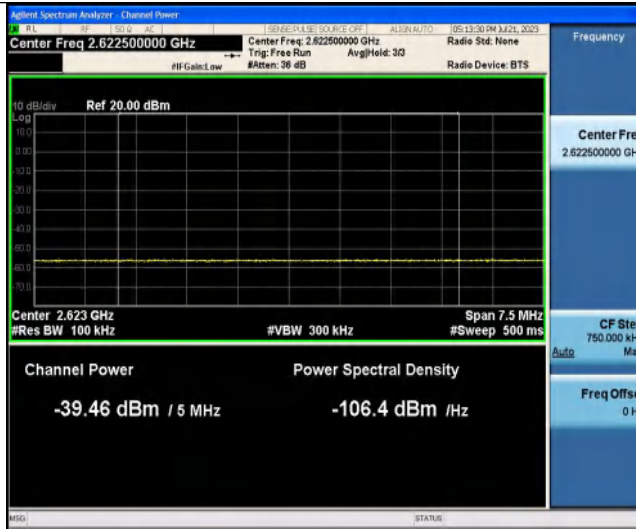 Agilent Spectrum Analyzer - Channel Power
RL RF 50 Ω AC SENSE:PULSE SOURCE OFF ALIGN AUTO 05:13:30 PM Jul 21, 2023
Center Freq 2.622500000 GHz
#IFGain:Low
Center Freq: 2.622500000 GHz
Trig: Free Run Avg|Hold: 3/3
#Atten: 36 dB
Radio Std: None
Radio Device: BTS
10 dB/div Ref 20.00 dBm
Log
10.0
0.00
-10.0
-20.0
-30.0
-40.0
-50.0
-60.0
-70.0
Center 2.623 GHz Span 7.5 MHz
#Res BW 100 kHz #VBW 300 kHz #Sweep 500 ms
Channel Power
-39.46 dBm / 5 MHz
Power Spectral Density
-106.4 dBm /Hz
MSG STATUS
Frequency
Center Fre
2.622500000 GH
CF Ste
750.000 kH
Auto Ma
Freq Offse
0 H